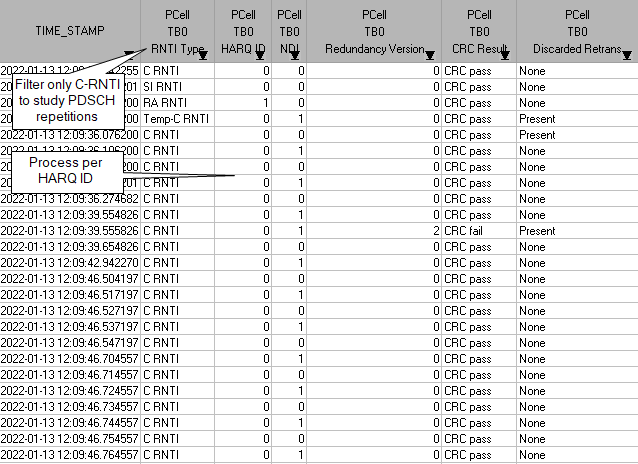 PCell PCell PCell PCell PCell PCell
TIME_STAMP TB0 TB0 TB0 TB0 TB0 TB0
RNTI Type HARQ ID NDI Redundancy Version CRC Result Discarded Retrans
2022-01-13 12:09 2255 C RNTI 0 0 0 CRC pass None
Filter only C-RNTI
to study PDSCH
repetitions
201 SI RNTI 0 0 0 CRC pass None
200 RA RNTI 1 0 0 CRC pass None
200 Temp-C RNTI 0 1 0 CRC pass Present
2022-01-13 12:09:36.076200 C RNTI 0 0 0 CRC pass Present
2022-01-13 12:09:36.106200 C RNTI 0 1 0 CRC pass None
Process per
HARQ ID
200 0 0 0 CRC pass None
201 0 1 0 CRC pass None
2022-01-13 12:09:36.274682 C RNTI 0 0 0 CRC pass None
2022-01-13 12:09:39.554826 C RNTI 0 1 0 CRC pass None
2022-01-13 12:09:39.555826 C RNTI 0 1 2 CRC fail Present
2022-01-13 12:09:39.654826 C RNTI 0 0 0 CRC pass None
2022-01-13 12:09:42.942270 C RNTI 0 1 0 CRC pass None
2022-01-13 12:09:46.504197 C RNTI 0 0 0 CRC pass None
2022-01-13 12:09:46.517197 C RNTI 0 1 0 CRC pass None
2022-01-13 12:09:46.527197 C RNTI 0 0 0 CRC pass None
2022-01-13 12:09:46.537197 C RNTI 0 1 0 CRC pass None
2022-01-13 12:09:46.547197 C RNTI 0 0 0 CRC pass None
2022-01-13 12:09:46.704557 C RNTI 0 1 0 CRC pass None
2022-01-13 12:09:46.714557 C RNTI 0 0 0 CRC pass None
2022-01-13 12:09:46.724557 C RNTI 0 1 0 CRC pass None
2022-01-13 12:09:46.734557 C RNTI 0 0 0 CRC pass None
2022-01-13 12:09:46.744557 C RNTI 0 1 0 CRC pass None
2022-01-13 12:09:46.754557 C RNTI 0 0 0 CRC pass None
2022-01-13 12:09:46.764557 C RNTI 0 1 0 CRC pass None